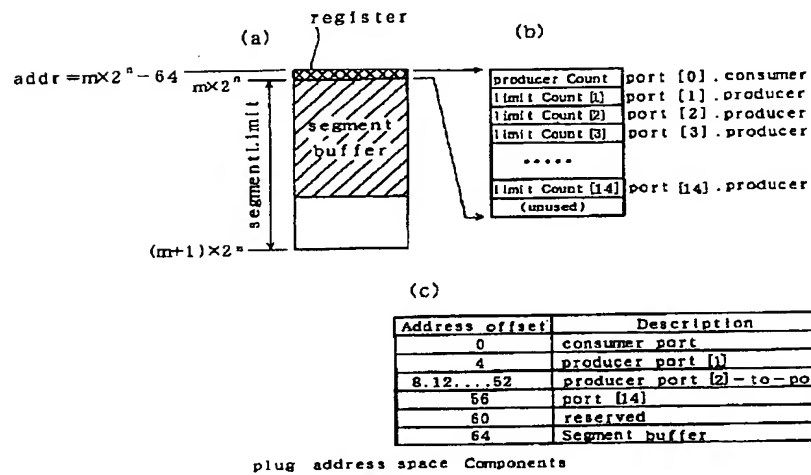 register
(a)
(b)
addr=m×2ⁿ−64
m×2ⁿ
segmentLimit
(m+1)×2ⁿ
segment
buffer
producer Count port [0].consumer
limit Count [1] port [1].producer
limit Count [2] port [2].producer
limit Count [3] port [3].producer
.....
limit Count [14] port [14].producer
(unused)
(c)
Address offset Description
0 consumer port
4 producer port [1]
8.12....52 producer port [2]-to-po
56 port [14]
60 reserved
64 Segment buffer
plug address space Components